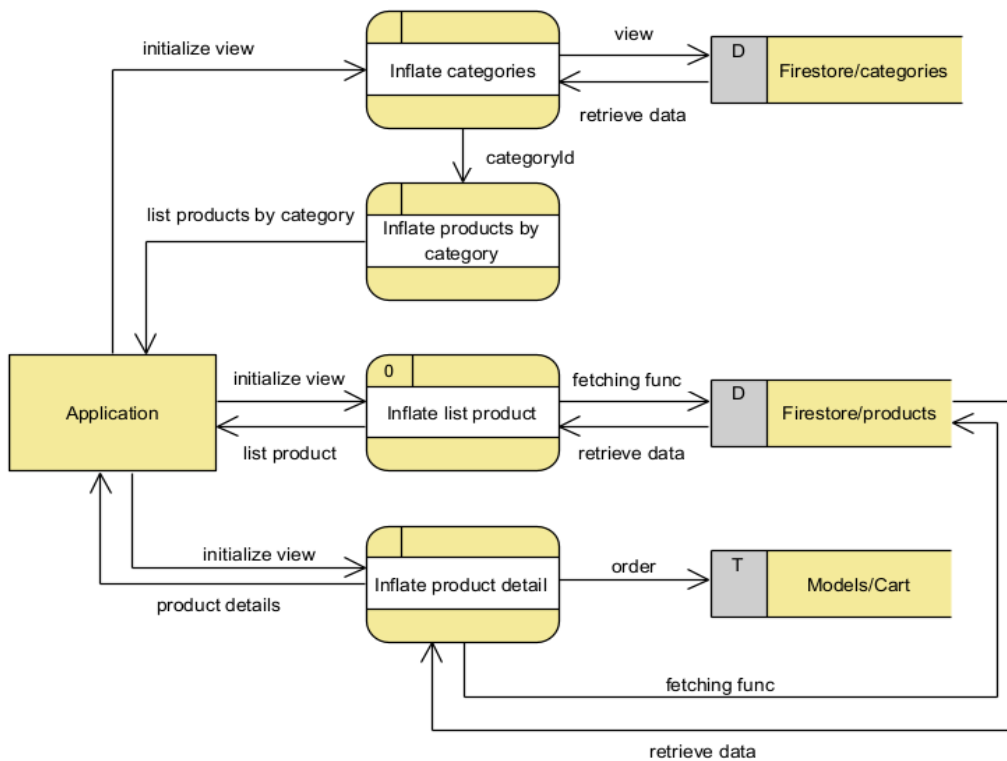 initialize view
Inflate categories
view
retrieve data
D
Firestore/categories
categoryId
list products by category
Inflate products by
category
Application
initialize view
list product
0
Inflate list product
fetching func
retrieve data
D
Firestore/products
initialize view
product details
Inflate product detail
order
T
Models/Cart
fetching func
retrieve data